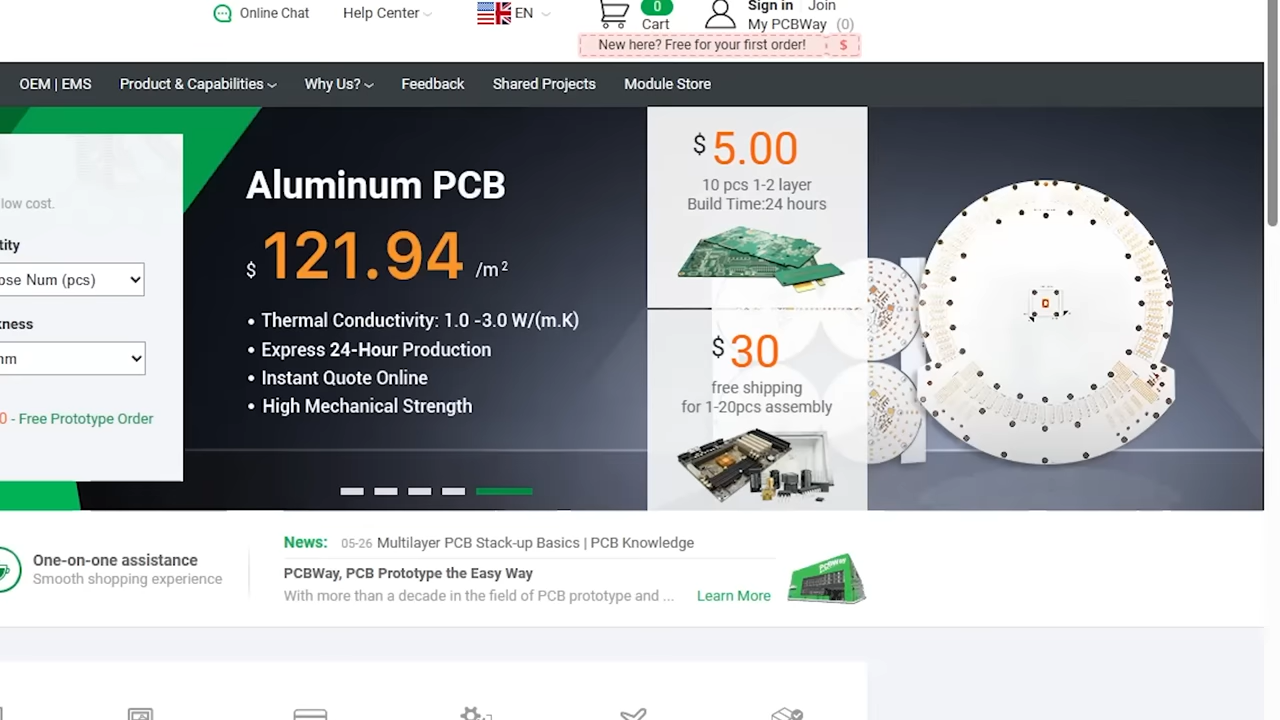 Online Chat
Help Center
EN
0
Cart
Sign in Join
My PCBWay (0)
New here? Free for your first order! $
OEM | EMS
Product & Capabilities
Why Us?
Feedback
Shared Projects
Module Store
low cost.
tity
ose Num (pcs)
kness
nm
0 - Free Prototype Order
Aluminum PCB
$ 121.94 /m²
• Thermal Conductivity: 1.0 -3.0 W/(m.K)
• Express 24-Hour Production
• Instant Quote Online
• High Mechanical Strength
$ 5.00
10 pcs 1-2 layer
Build Time:24 hours
$ 30
free shipping
for 1-20pcs assembly
One-on-one assistance
Smooth shopping experience
News: 05-26 Multilayer PCB Stack-up Basics | PCB Knowledge
PCBWay, PCB Prototype the Easy Way
With more than a decade in the field of PCB prototype and ... Learn More
PCBWay